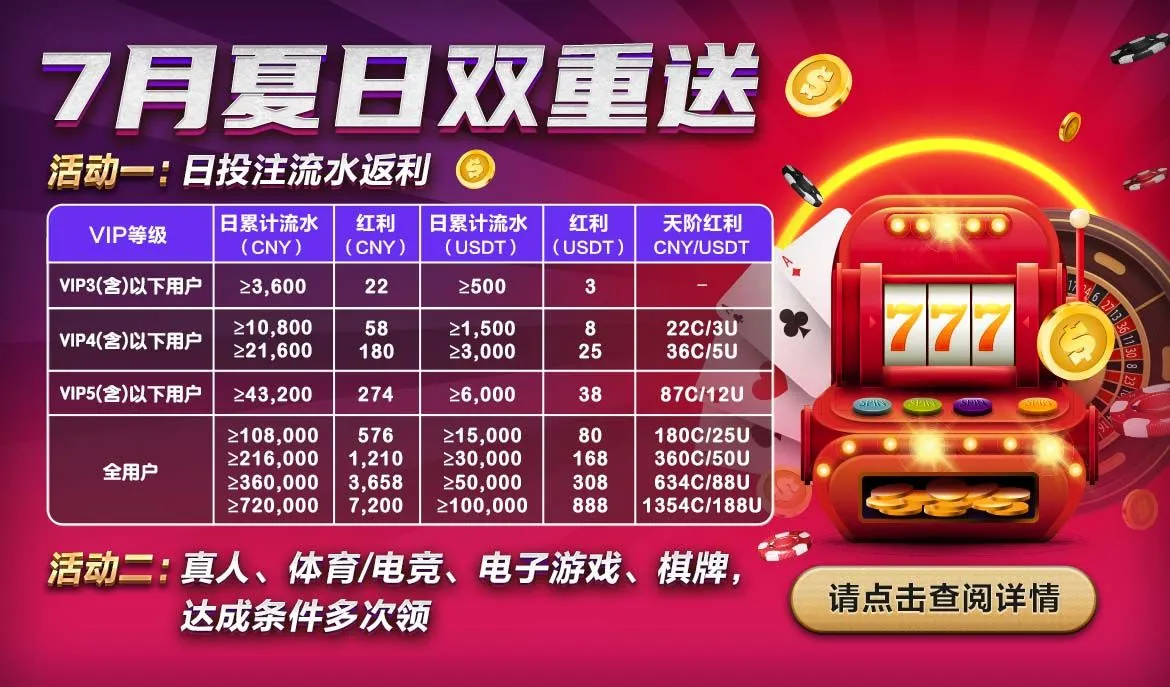 7月夏日双重送
活动一：日投注流水返利
VIP等级 日累计流水（CNY） 红利（CNY） 日累计流水（USDT） 红利（USDT） 天阶红利 CNY/USDT
VIP3(含)以下用户 ≥3,600 22 ≥500 3 –
VIP4(含)以下用户 ≥10,800 58 ≥1,500 8 22C/3U
≥21,600 180 ≥3,000 25 36C/5U
VIP5(含)以下用户 ≥43,200 274 ≥6,000 38 87C/12U
全用户 ≥108,000 576 ≥15,000 80 180C/25U
≥216,000 1,210 ≥30,000 168 360C/50U
≥360,000 3,658 ≥50,000 308 634C/88U
≥720,000 7,200 ≥100,000 888 1354C/188U
活动二：真人、体育/电竞、电子游戏、棋牌，
达成条件多次领
777
SPIN SPIN SPIN SPIN
A
请点击查阅详情